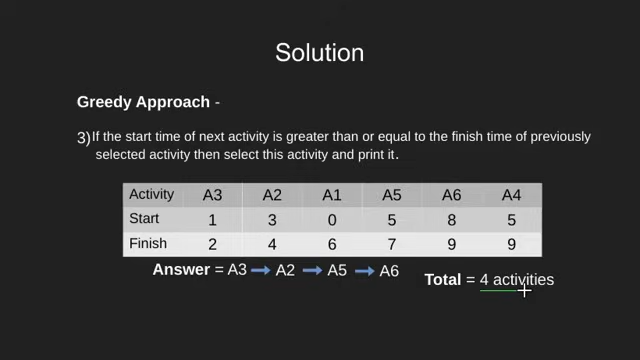 Solution
Greedy Approach -
3)If the start time of next activity is greater than or equal to the finish time of previously
selected activity then select this activity and print it.
Activity A3 A2 A1 A5 A6 A4
Start 1 3 0 5 8 5
Finish 2 4 6 7 9 9
Answer = A3 → A2 → A5 → A6
Total = 4 activities